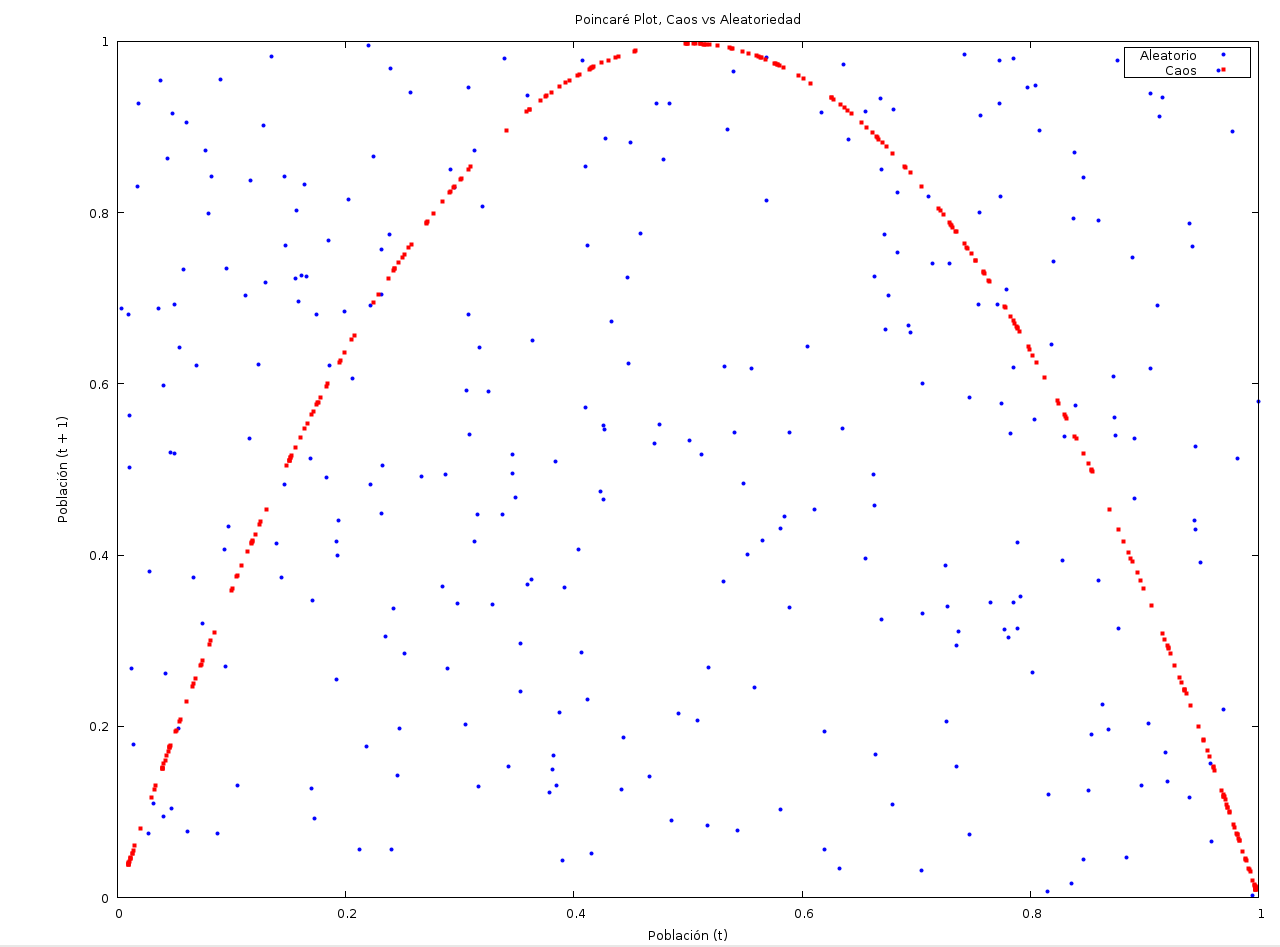 Poincaré Plot, Caos vs Aleatoriedad
Aleatorio
Caos
1
0.8
0.6
0.4
0.2
0
Población (t + 1)
0
0.2
0.4
0.6
0.8
1
Población (t)